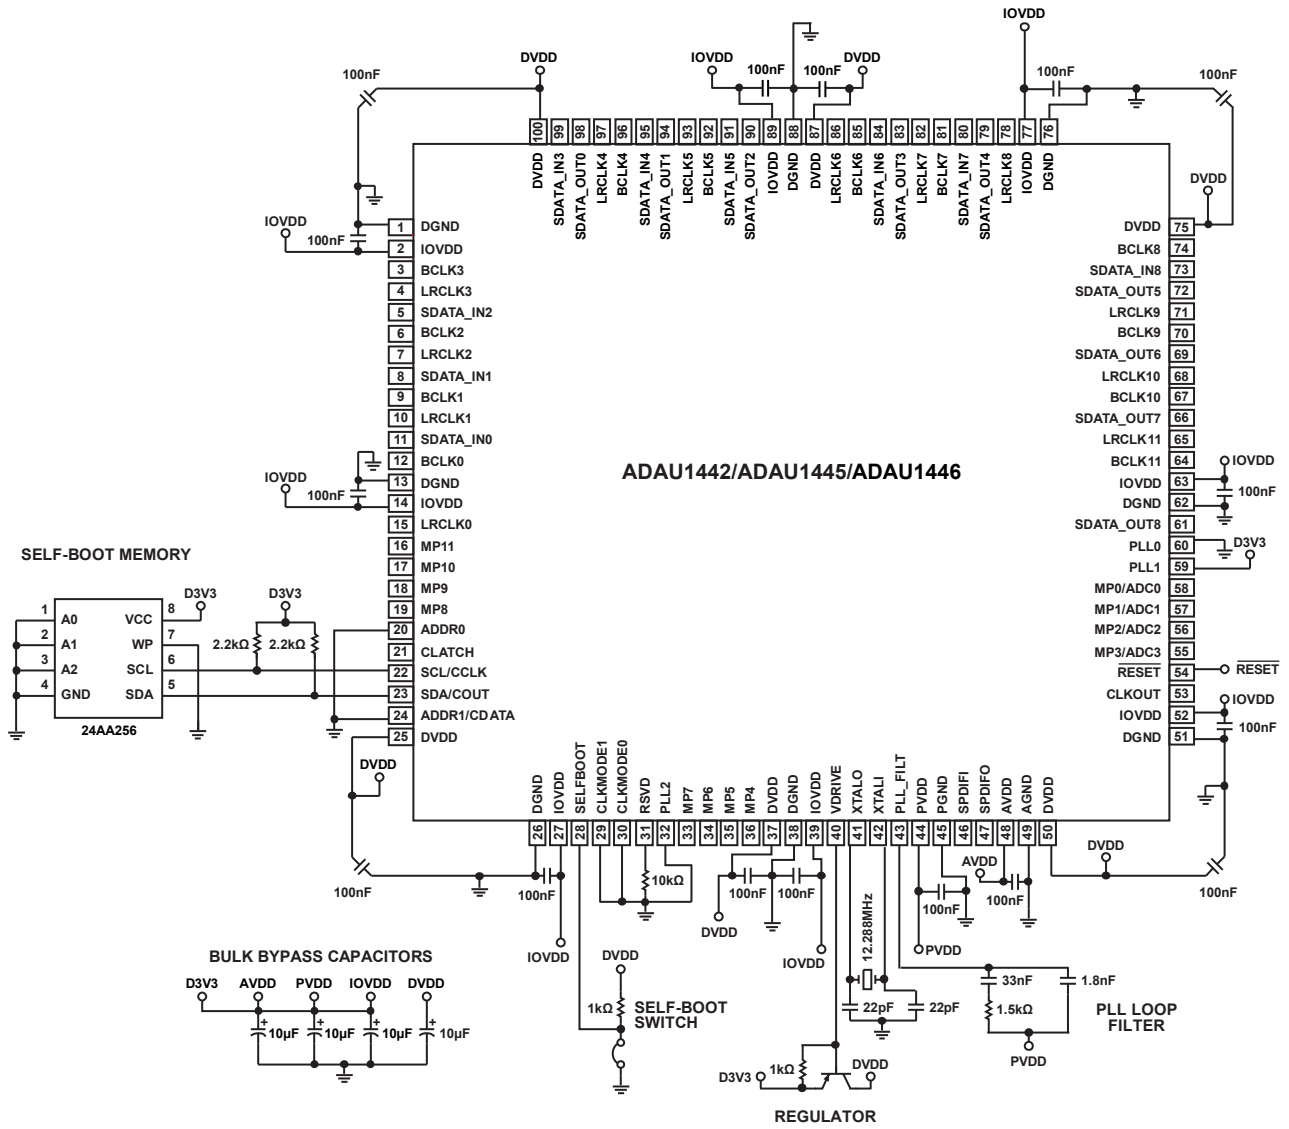 IOVDD
DVDD
IOVDD
DVDD
100nF
100nF
100nF
100nF
100nF
100
99
98
97
96
95
94
93
92
91
90
89
88
87
86
85
84
83
82
81
80
79
78
77
76
DVDD
SDATA_IN3
SDATA_OUT0
LRCLK4
BCLK4
SDATA_IN4
SDATA_OUT1
LRCLK5
BCLK5
SDATA_IN5
SDATA_OUT2
IOVDD
DGND
DVDD
LRCLK6
BCLK6
SDATA_IN6
SDATA_OUT3
LRCLK7
BCLK7
SDATA_IN7
SDATA_OUT4
LRCLK8
IOVDD
DGND
IOVDD
100nF
1 DGND
2 IOVDD
3 BCLK3
4 LRCLK3
5 SDATA_IN2
6 BCLK2
7 LRCLK2
8 SDATA_IN1
9 BCLK1
10 LRCLK1
11 SDATA_IN0
12 BCLK0
13 DGND
14 IOVDD
15 LRCLK0
16 MP11
17 MP10
18 MP9
19 MP8
20 ADDR0
21 CLATCH
22 SCL/CCLK
23 SDA/COUT
24 ADDR1/CDATA
25 DVDD
IOVDD
100nF
ADAU1442/ADAU1445/ADAU1446
DVDD
DVDD 75
BCLK8 74
SDATA_IN8 73
SDATA_OUT5 72
LRCLK9 71
BCLK9 70
SDATA_OUT6 69
LRCLK10 68
BCLK10 67
SDATA_OUT7 66
LRCLK11 65
BCLK11 64
IOVDD 63
DGND 62
SDATA_OUT8 61
PLL0 60
PLL1 59
MP0/ADC0 58
MP1/ADC1 57
MP2/ADC2 56
MP3/ADC3 55
RESET 54
CLKOUT 53
IOVDD 52
DGND 51
IOVDD
100nF
D3V3
RESET
IOVDD
100nF
SELF-BOOT MEMORY
D3V3
D3V3
1 A0 VCC 8
2 A1 WP 7
3 A2 SCL 6
4 GND SDA 5
24AA256
2.2kΩ
2.2kΩ
DVDD
100nF
DGND
IOVDD
SELFBOOT
CLKMODE1
CLKMODE0
RSVD
PLL2
MP7
MP6
MP5
MP4
DVDD
DGND
IOVDD
VDRIVE
XTALO
XTALI
PLL_FILT
PVDD
PGND
SPDIFI
SPDIFO
AVDD
AGND
DVDD
26
27
28
29
30
31
32
33
34
35
36
37
38
39
40
41
42
43
44
45
46
47
48
49
50
100nF
10kΩ
100nF
100nF
100nF
AVDD
100nF
DVDD
100nF
IOVDD
DVDD
IOVDD
12.288MHz
PVDD
22pF
22pF
33nF
1.8nF
1.5kΩ
PVDD
PLL LOOP
FILTER
BULK BYPASS CAPACITORS
D3V3
AVDD
PVDD
IOVDD
DVDD
+
10µF
+
10µF
+
10µF
+
10µF
DVDD
1kΩ
SELF-BOOT
SWITCH
D3V3
1kΩ
DVDD
REGULATOR